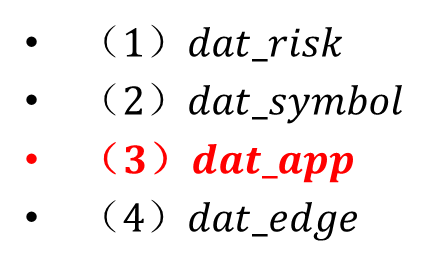 • （1）dat_risk
• （2）dat_symbol
• （3）dat_app
• （4）dat_edge